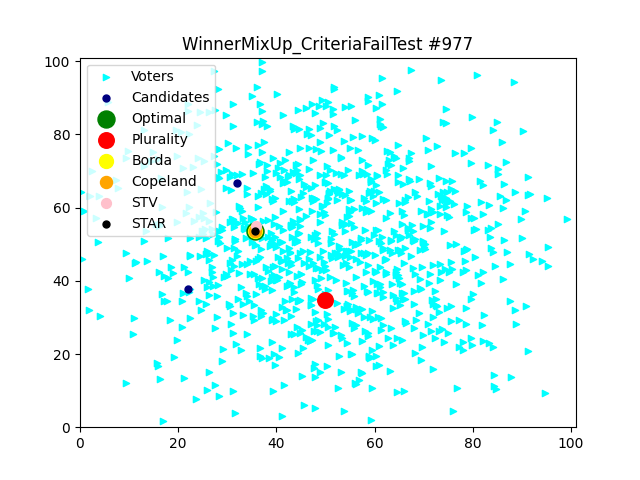 WinnerMixUp_CriteriaFailTest #977
100
80
60
40
20
0
0
20
40
60
80
100
Voters
Candidates
Optimal
Plurality
Borda
Copeland
STV
STAR